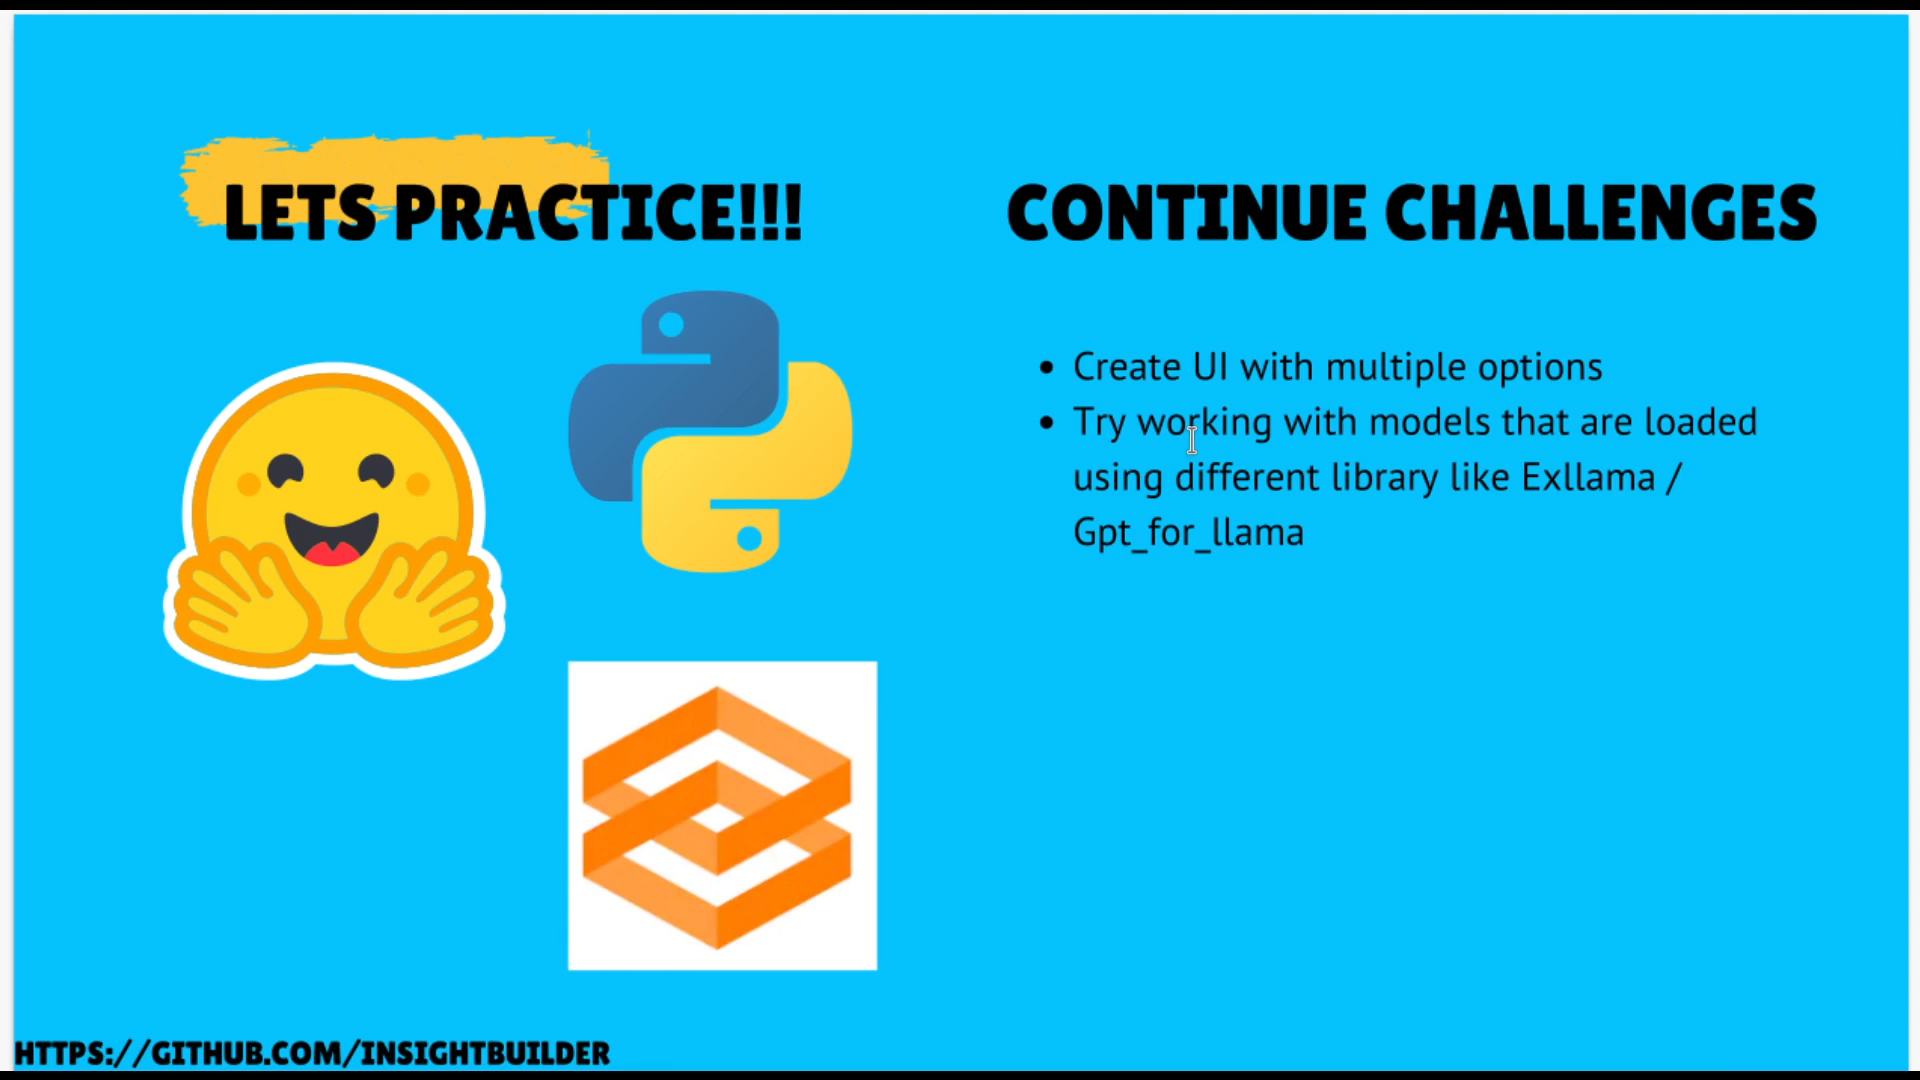 LETS PRACTICE!!!
CONTINUE CHALLENGES
• Create UI with multiple options
• Try working with models that are loaded
using different library like Exllama /
Gpt_for_llama
HTTPS://GITHUB.COM/INSIGHTBUILDER